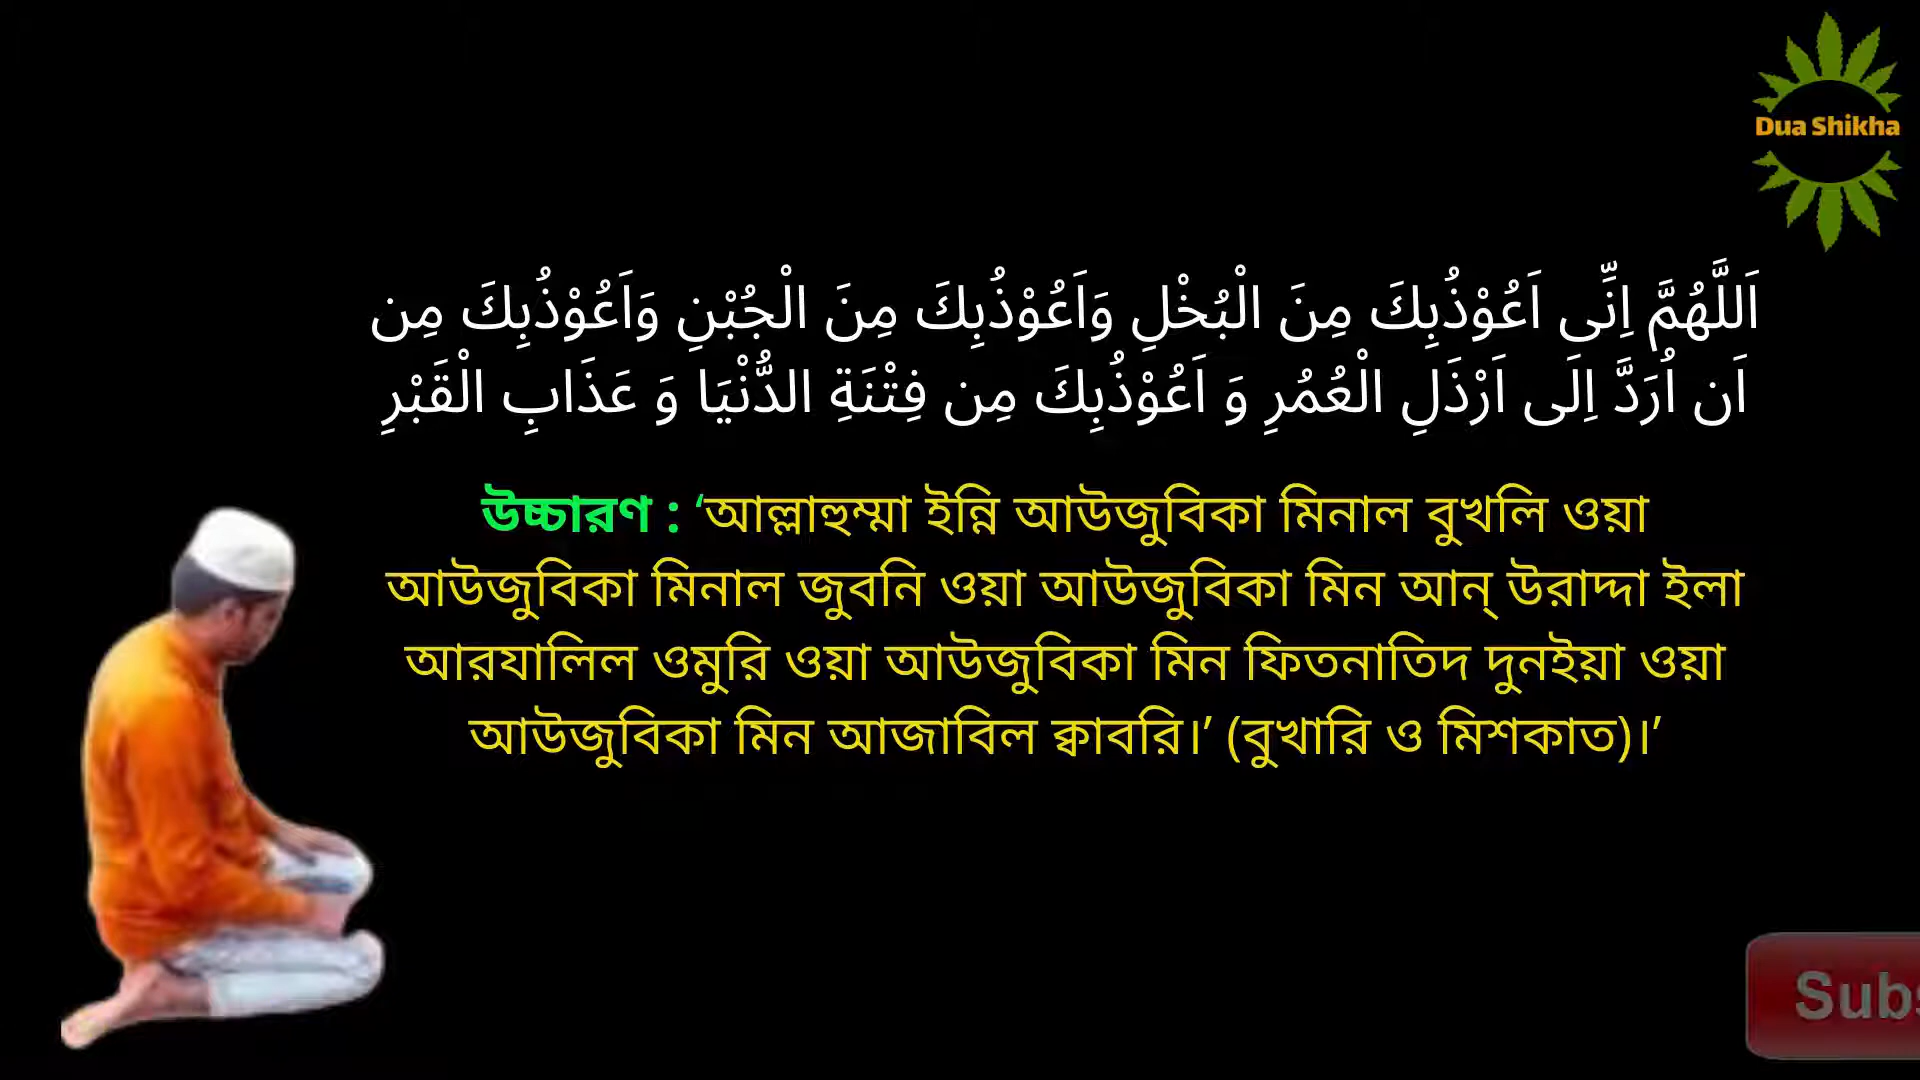 Dua Shikha
اَللَّهُمَّ اِنِّى اَعُوْذُبِكَ مِنَ الْبُخْلِ وَاَعُوْذُبِكَ مِنَ الْجُبْنِ وَاَعُوْذُبِكَ مِن
اَن اُرَدَّ اِلَى اَرْذَلِ الْعُمُرِ وَ اَعُوْذُبِكَ مِن فِتْنَةِ الدُّنْيَا وَ عَذَابِ الْقَبْرِ
উচ্চারণ : ‘আল্লাহুম্মা ইন্নি আউজুবিকা মিনাল বুখলি ওয়া
আউজুবিকা মিনাল জুবনি ওয়া আউজুবিকা মিন আন্ উরাদ্দা ইলা
আরযালিল ওমুরি ওয়া আউজুবিকা মিন ফিতনাতিদ দুনইয়া ওয়া
আউজুবিকা মিন আজাবিল ক্বাবরি।’ (বুখারি ও মিশকাত)।’
Subs